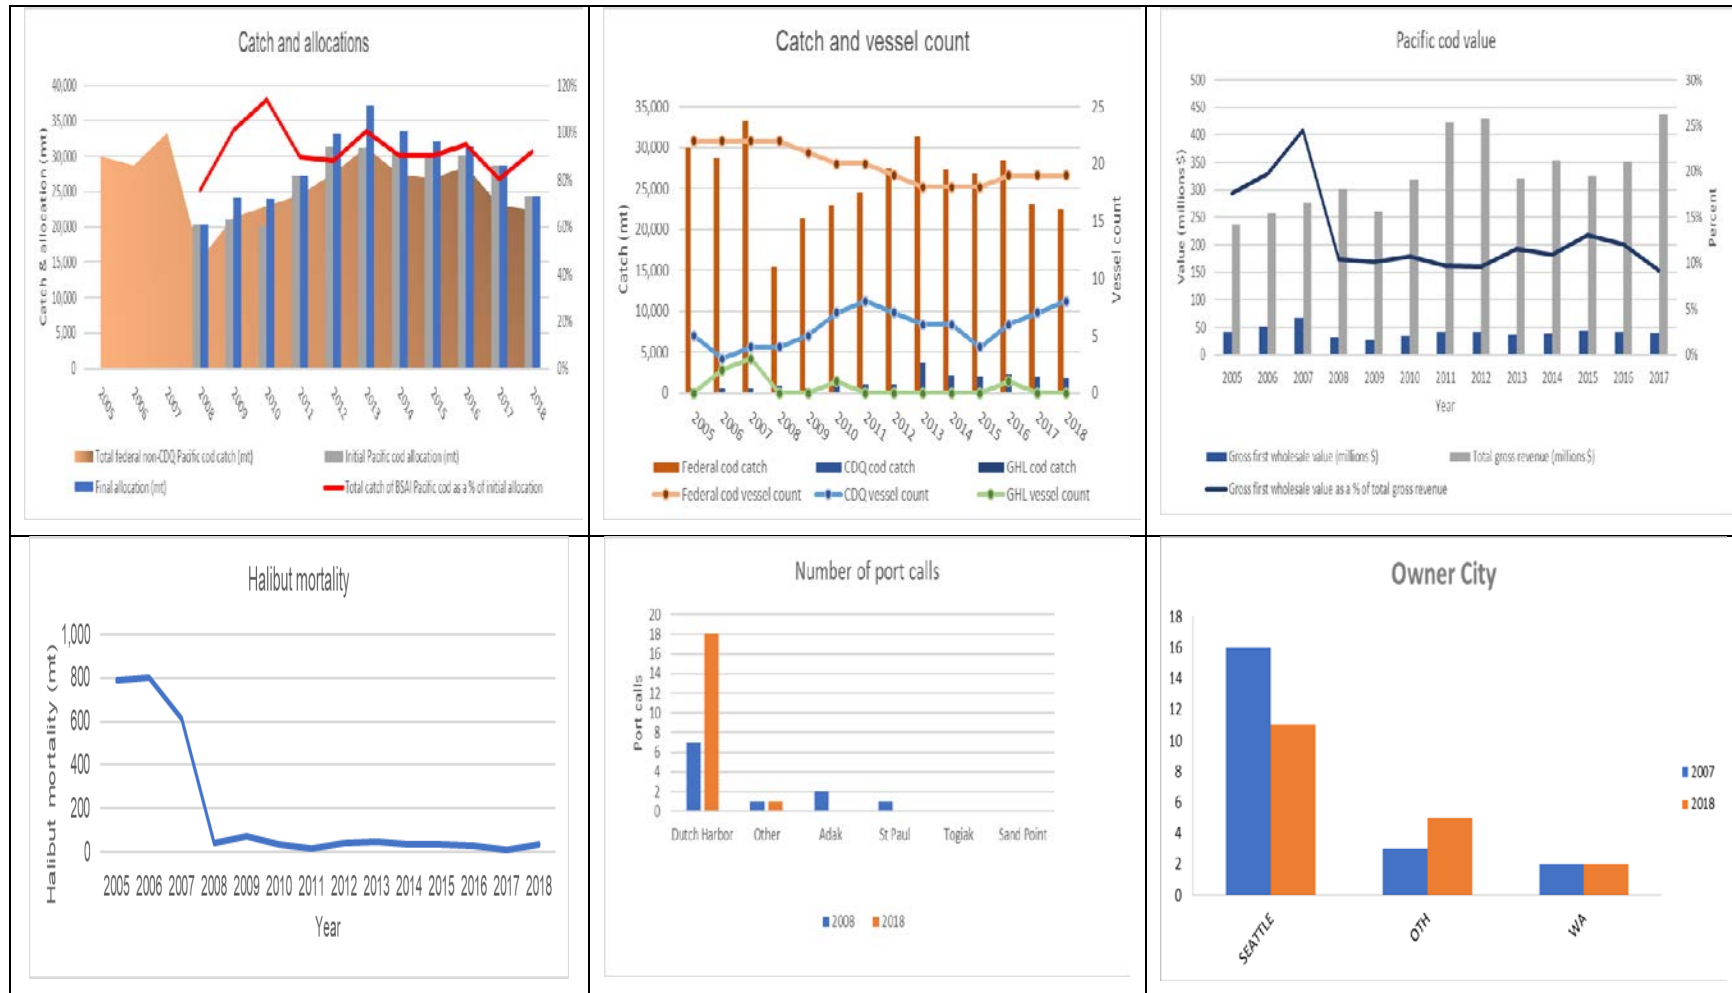 Catch and allocations
Catch & allocation (mt)
40,000
35,000
30,000
25,000
20,000
15,000
10,000
5,000
0
120%
100%
80%
60%
40%
20%
0%
2005 2006 2007 2008 2009 2010 2011 2012 2013 2014 2015 2016 2017 2018
Total federal non-CDQ Pacific cod catch (mt) Initial Pacific cod allocation (mt)
Final allocation (mt) Total catch of BSAI Pacific cod as a % of initial allocation
Catch and vessel count
Catch (mt)
35,000
30,000
25,000
20,000
15,000
10,000
5,000
0
25
20
15
10
5
0
Vessel count
2005 2006 2007 2008 2009 2010 2011 2012 2013 2014 2015 2016 2017 2018
Federal cod catch CDQ cod catch GHL cod catch
Federal cod vessel count CDQ vessel count GHL vessel count
Pacific cod value
Value (millions $)
500
450
400
350
300
250
200
150
100
50
0
30%
25%
20%
15%
10%
5%
0%
Percent
2005 2006 2007 2008 2009 2010 2011 2012 2013 2014 2015 2016 2017
Year
Gross first wholesale value (millions $) Total gross revenue (millions $)
Gross first wholesale value as a % of total gross revenue
Halibut mortality
Halibut mortality (mt)
1,000
800
600
400
200
0
2005 2006 2007 2008 2009 2010 2011 2012 2013 2014 2015 2016 2017 2018
Year
Number of port calls
Port calls
20
18
16
14
12
10
8
6
4
2
0
Dutch Harbor Other Adak St Paul Togiak Sand Point
2008 2018
Owner City
18
16
14
12
10
8
6
4
2
0
SEATTLE OTH WA
2007
2018